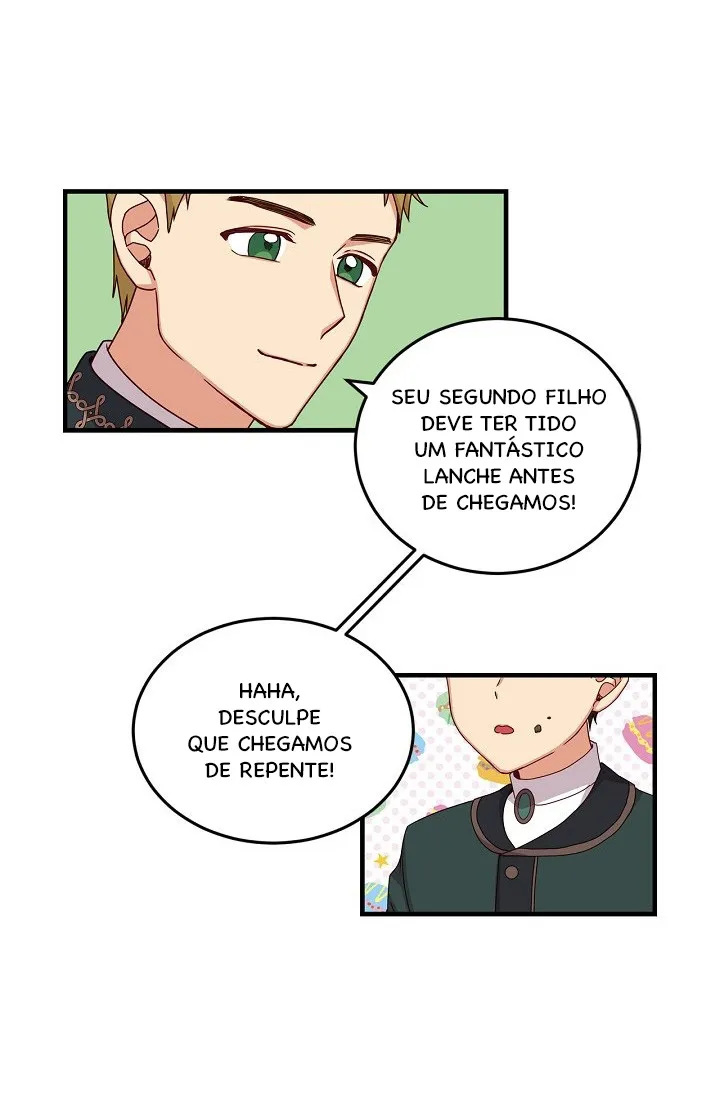 SEU SEGUNDO FILHO
DEVE TER TIDO
UM FANTÁSTICO
LANCHE ANTES
DE CHEGAMOS!
HAHA,
DESCULPE
QUE CHEGAMOS
DE REPENTE!